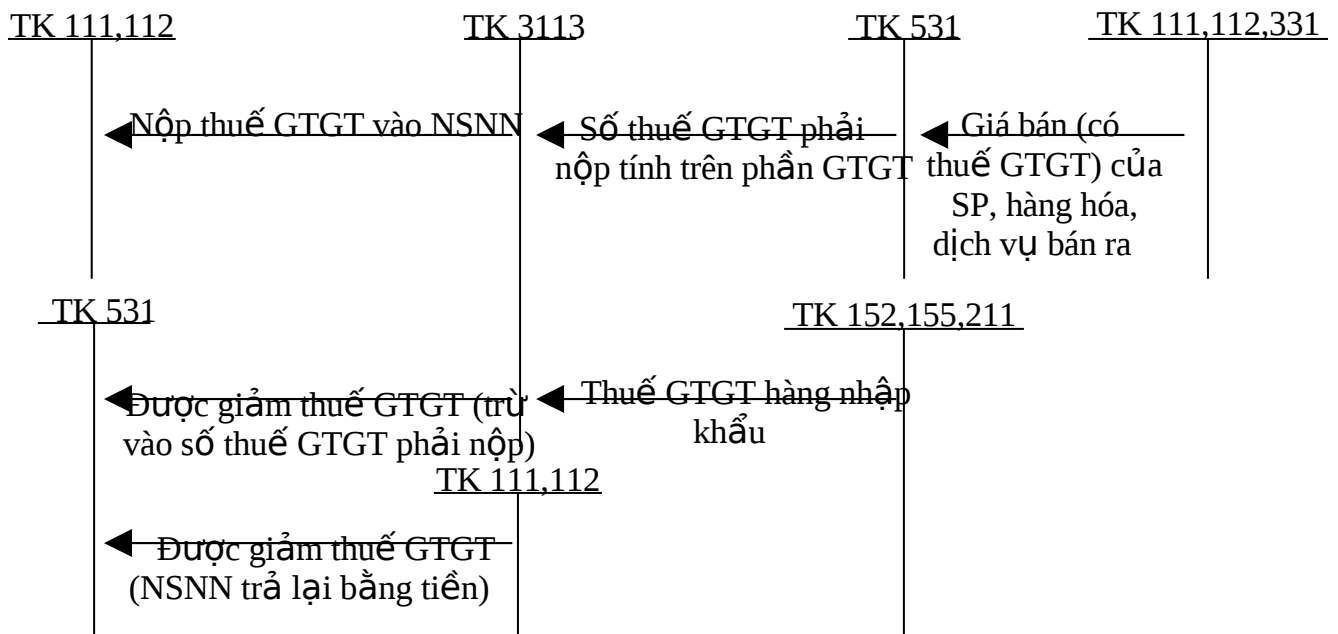 TK 111,112
TK 3113
TK 531
TK 111,112,331
Nộp thuế GTGT vào NSNN
Số thuế GTGT phải
nộp tính trên phần GTGT
Giá bán (có
thuế GTGT) của
SP, hàng hóa,
dịch vụ bán ra
TK 531
TK 152,155,211
Được giảm thuế GTGT (trừ
vào số thuế GTGT phải nộp)
Thuế GTGT hàng nhập
khẩu
TK 111,112
Được giảm thuế GTGT
(NSNN trả lại bằng tiền)